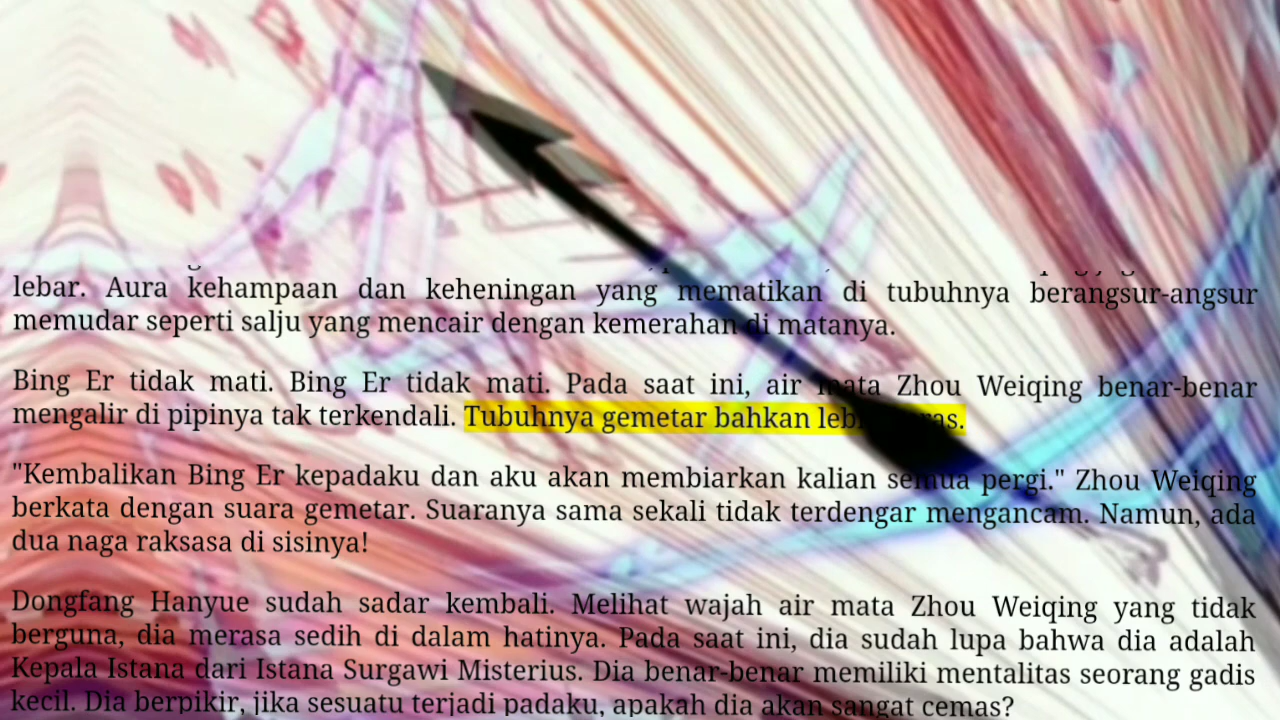 lebar. Aura kehampaan dan keheningan yang mematikan di tubuhnya berangsur-angsur
memudar seperti salju yang mencair dengan kemerahan di matanya.
Bing Er tidak mati. Bing Er tidak mati. Pada saat ini, air mata Zhou Weiqing benar-benar
mengalir di pipinya tak terkendali. Tubuhnya gemetar bahkan lebih keras.
"Kembalikan Bing Er kepadaku dan aku akan membiarkan kalian semua pergi." Zhou Weiqing
berkata dengan suara gemetar. Suaranya sama sekali tidak terdengar mengancam. Namun, ada
dua naga raksasa di sisinya!
Dongfang Hanyue sudah sadar kembali. Melihat wajah air mata Zhou Weiqing yang tidak
berguna, dia merasa sedih di dalam hatinya. Pada saat ini, dia sudah lupa bahwa dia adalah
Kepala Istana dari Istana Surgawi Misterius. Dia benar-benar memiliki mentalitas seorang gadis
kecil. Dia berpikir, jika sesuatu terjadi padaku, apakah dia akan sangat cemas?